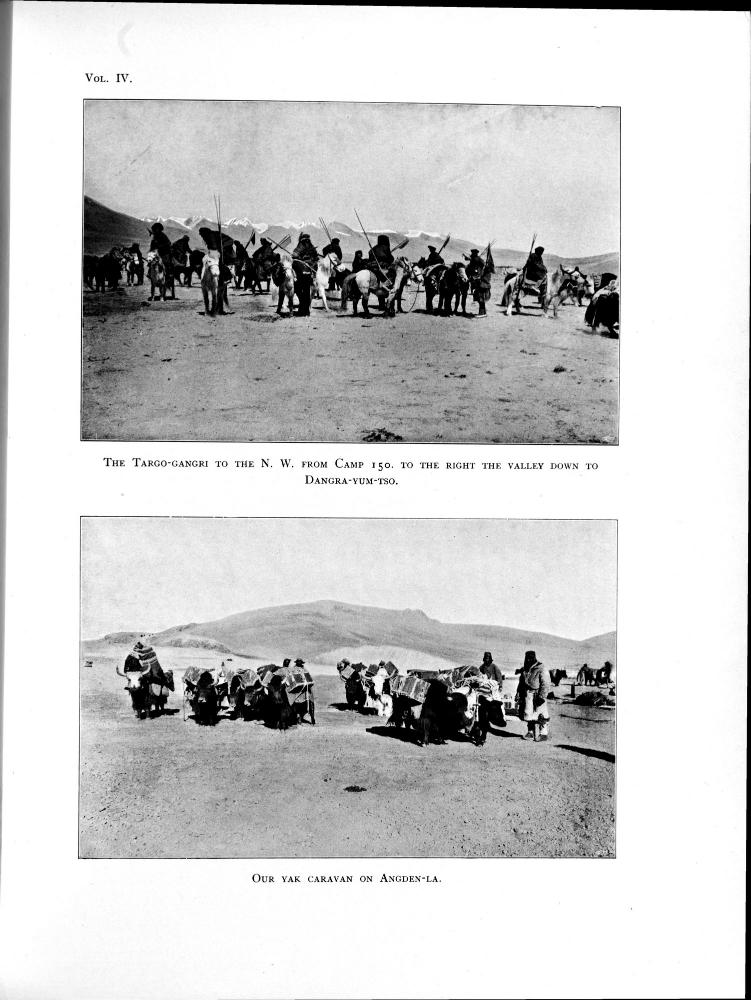 Vol. IV.
The Targo-gangri to the N. W. from Camp 150. to the right the valley down to
Dangra-yum-tso.
Our yak caravan on Angden-la.